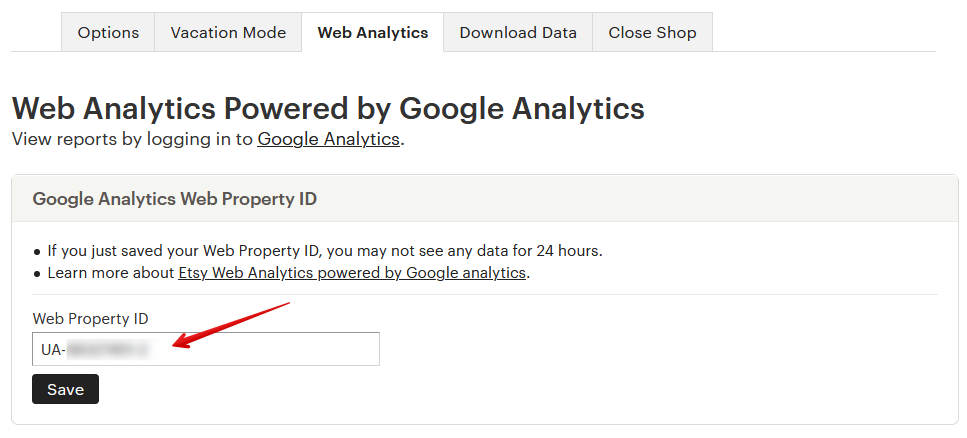 Options Vacation Mode Web Analytics Download Data Close Shop
Web Analytics Powered by Google Analytics
View reports by logging in to Google Analytics.
Google Analytics Web Property ID
If you just saved your Web Property ID, you may not see any data for 24 hours.
Learn more about Etsy Web Analytics powered by Google analytics.
Web Property ID
UA-
Save